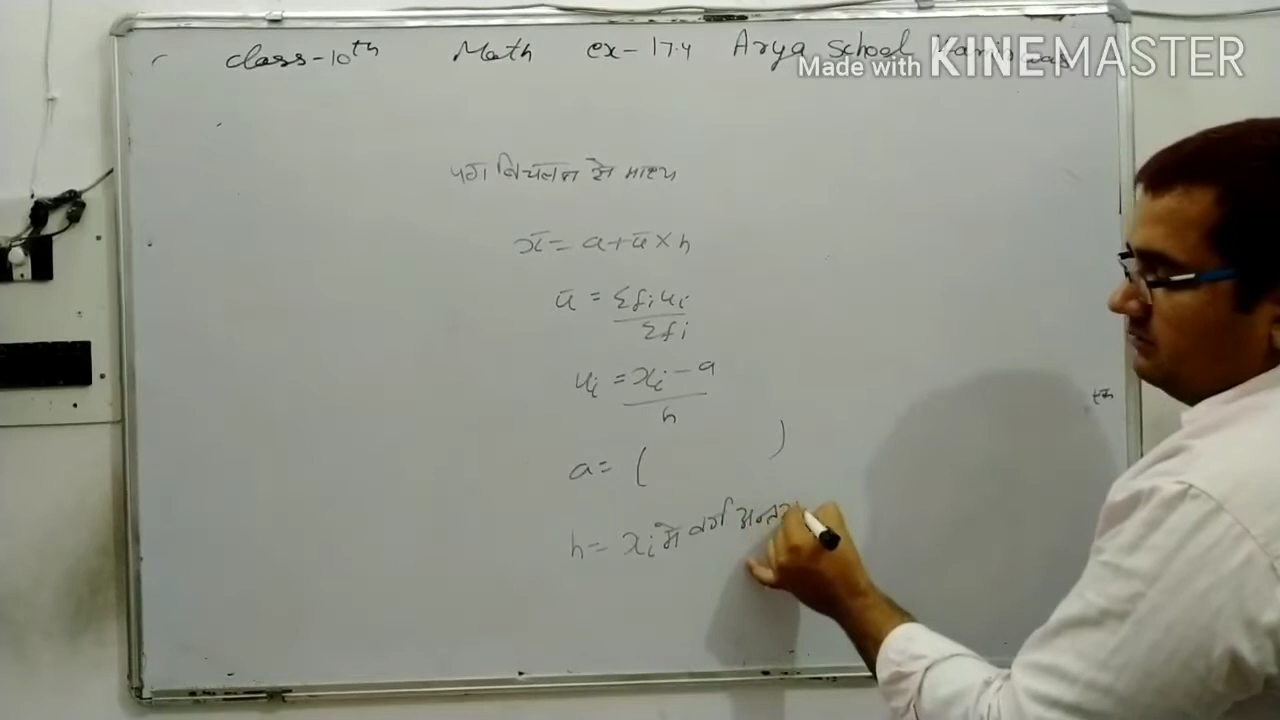 class-10th Math ex-17.4 Arya School
Made with KINEMASTER
पग विचलन से माध्य
x̄ = a+ū×h
ū = Σfiui
Σfi
ui = xi-a
h
a= ( )
h= xi मे वर्ग अन्तरा